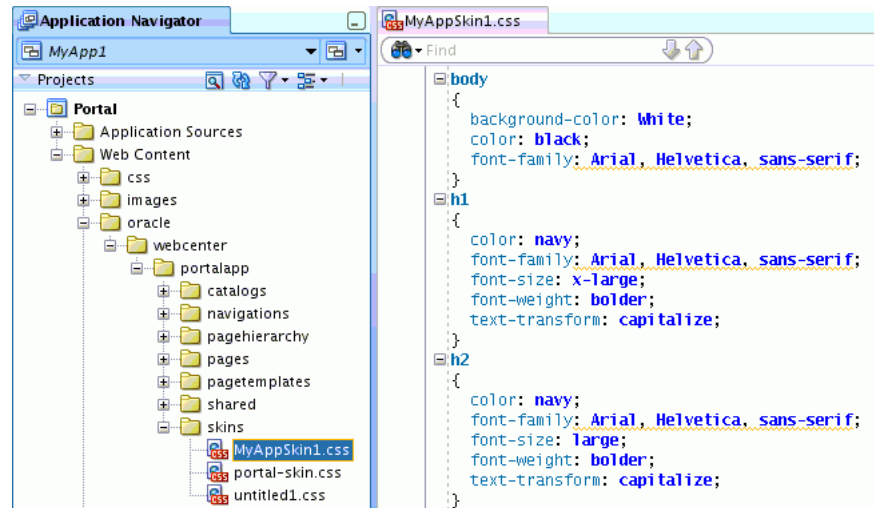 Application Navigator
MyApp1
Projects
Portal
Application Sources
Web Content
css
images
oracle
webcenter
portalapp
catalogs
navigations
pagehierarchy
pages
pagetemplates
shared
skins
css MyAppSkin1.css
css portal-skin.css
css untitled1.css
css MyAppSkin1.css
Find
body
{
background-color: White;
color: black;
font-family: Arial, Helvetica, sans-serif;
}
h1
{
color: navy;
font-family: Arial, Helvetica, sans-serif;
font-size: x-large;
font-weight: bolder;
text-transform: capitalize;
}
h2
{
color: navy;
font-family: Arial, Helvetica, sans-serif;
font-size: large;
font-weight: bolder;
text-transform: capitalize;
}